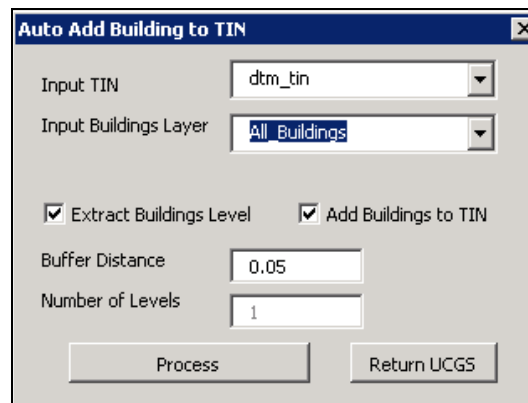 Auto Add Building to TIN
Input TIN dtm_tin
Input Buildings Layer All_Buildings
Extract Buildings Level Add Buildings to TIN
Buffer Distance 0.05
Number of Levels 1
Process Return UCGS